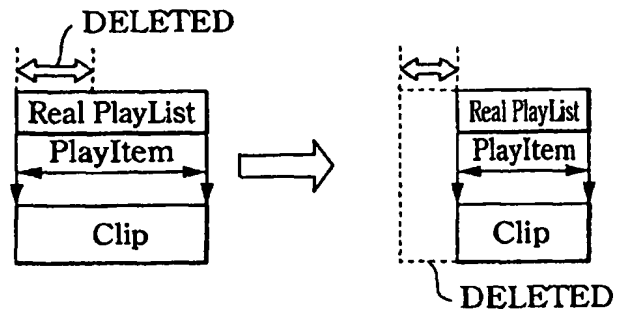 DELETED
Real PlayList
PlayItem
Clip
Real PlayList
PlayItem
Clip
DELETED